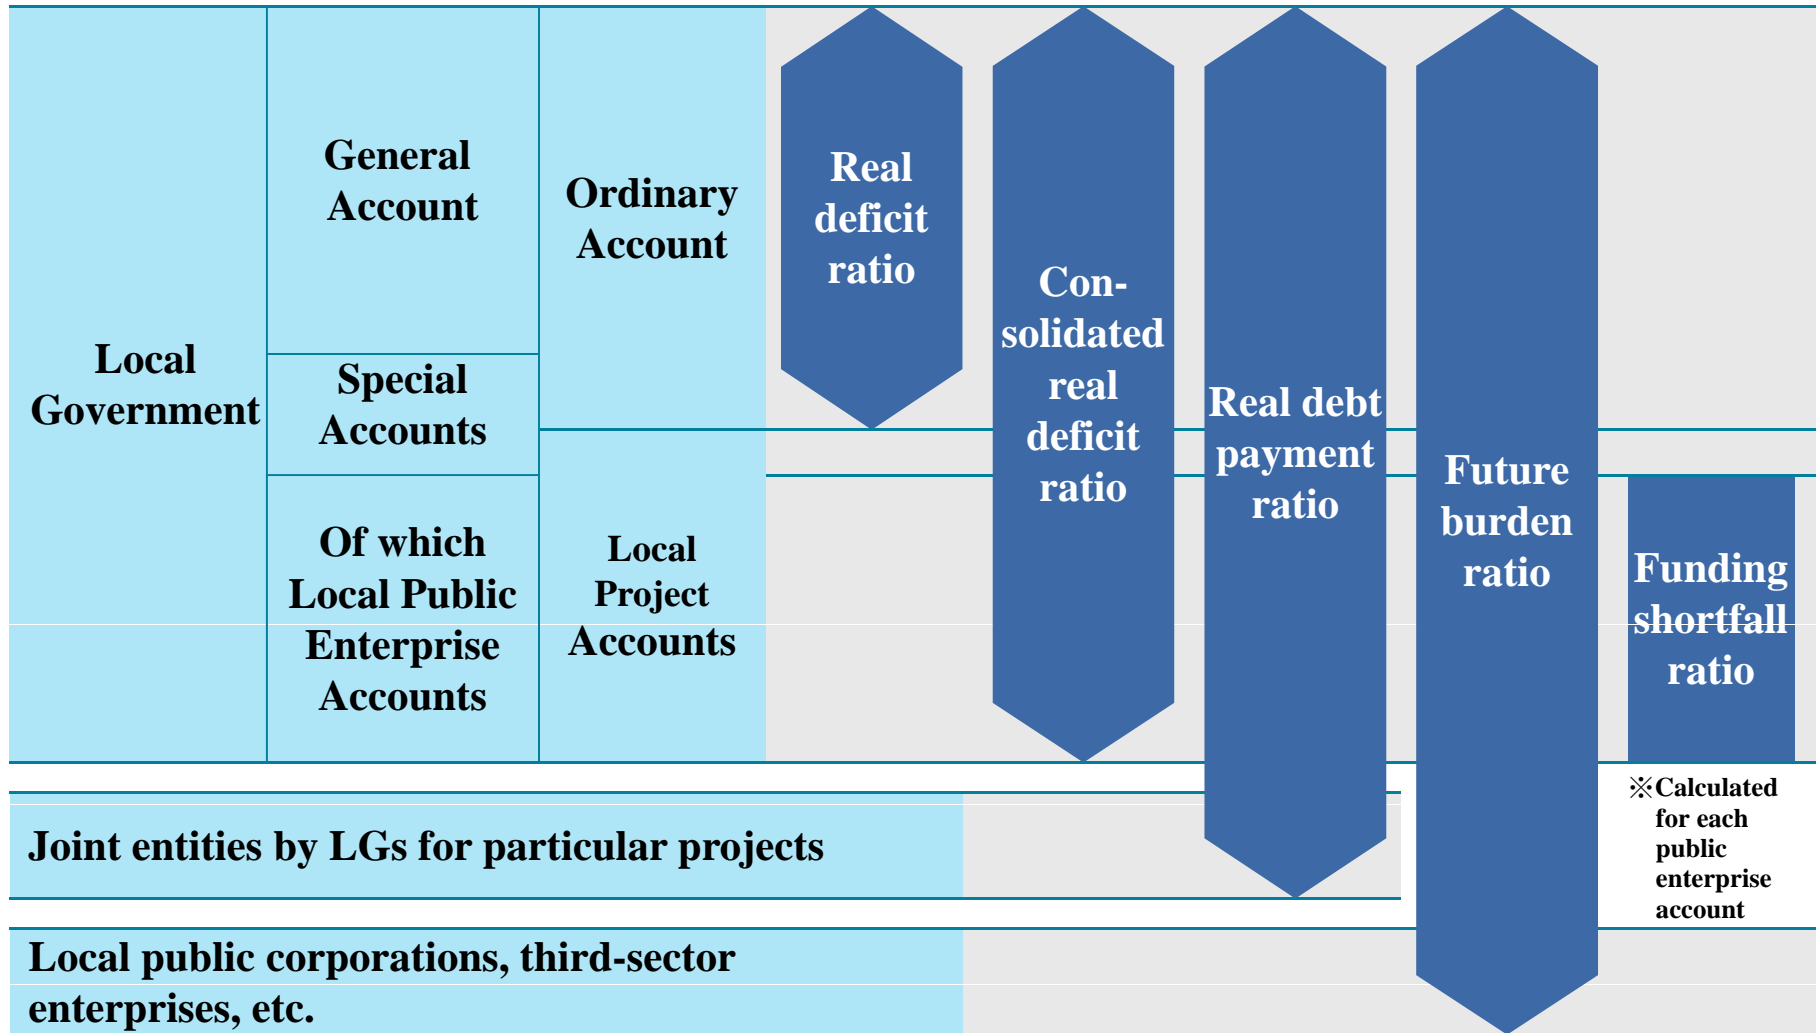 Local
Government
General
Account
Special
Accounts
Of which
Local Public
Enterprise
Accounts
Ordinary
Account
Local
Project
Accounts
Real
deficit
ratio
Con-
solidated
real
deficit
ratio
Real debt
payment
ratio
Future
burden
ratio
Funding
shortfall
ratio
※Calculated
for each
public
enterprise
account
Joint entities by LGs for particular projects
Local public corporations, third-sector
enterprises, etc.